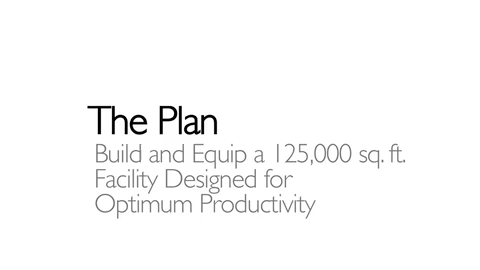 The Plan
Build and Equip a 125,000 sq. ft.
Facility Designed for
Optimum Productivity